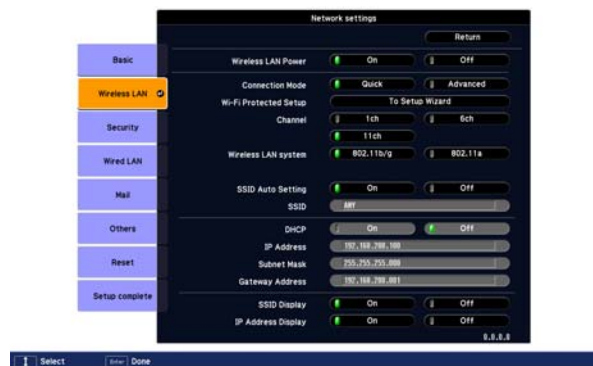 Network settings
Return
Basic
Wireless LAN Power On Off
Wireless LAN
Connection Mode Quick Advanced
Wi-Fi Protected Setup To Setup Wizard
Channel 1ch 6ch
11ch
Security
Wireless LAN system 802.11b/g 802.11a
Wired LAN
SSID Auto Setting On Off
Mail
SSID ANY
Others
DHCP On Off
IP Address 192.168.200.100
Reset
Subnet Mask 255.255.255.000
Gateway Address 192.168.200.001
Setup complete
SSID Display On Off
IP Address Display On Off
0.0.0.0
Select Enter Done